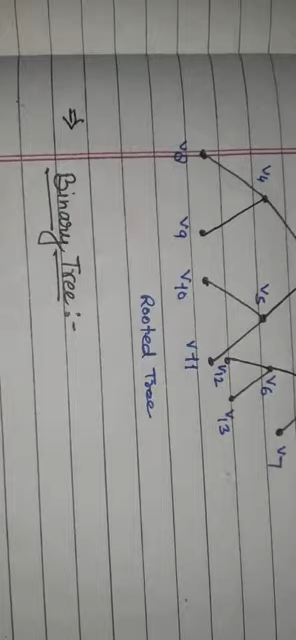 V4 V5 V6 V7
V8 V9 V10 V11 V12 V13
Rooted Tree
⇒ Binary Tree :-